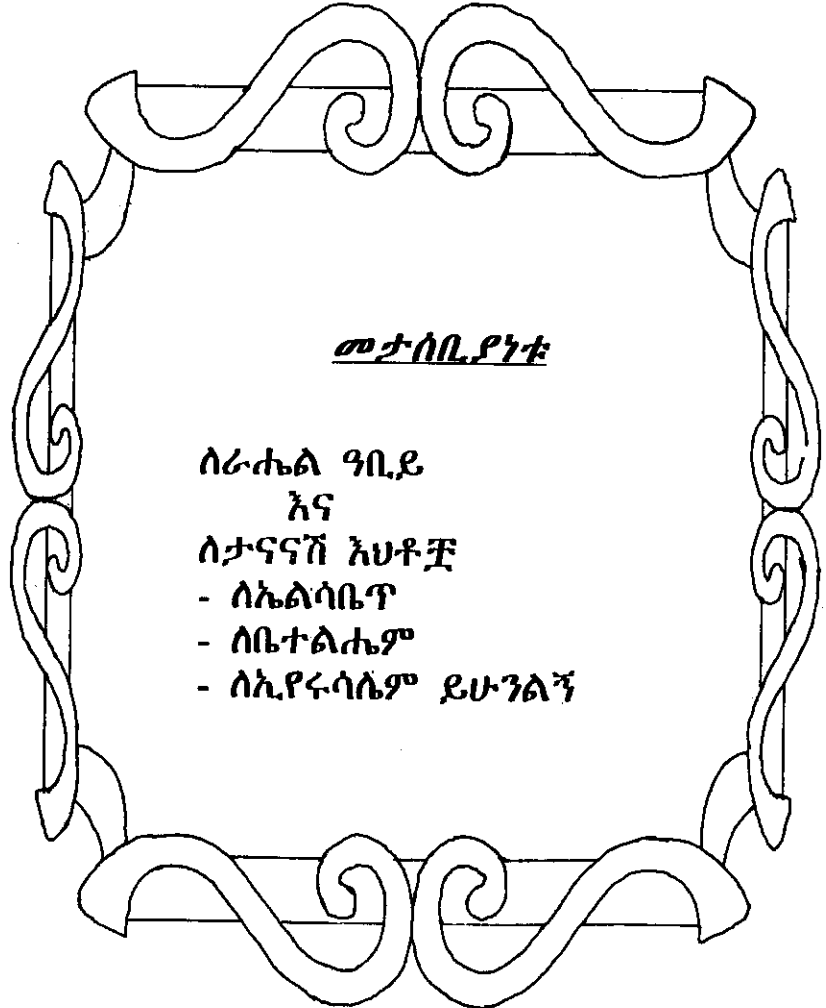 መታሰቢያነቱ
ለራሔል ዓቢይ
እና
ለታናናሽ እህቶቿ
- ለኤልሳቤጥ
- ለቤተልሔም
- ለኢየሩሳሌም ይሁንልኝ